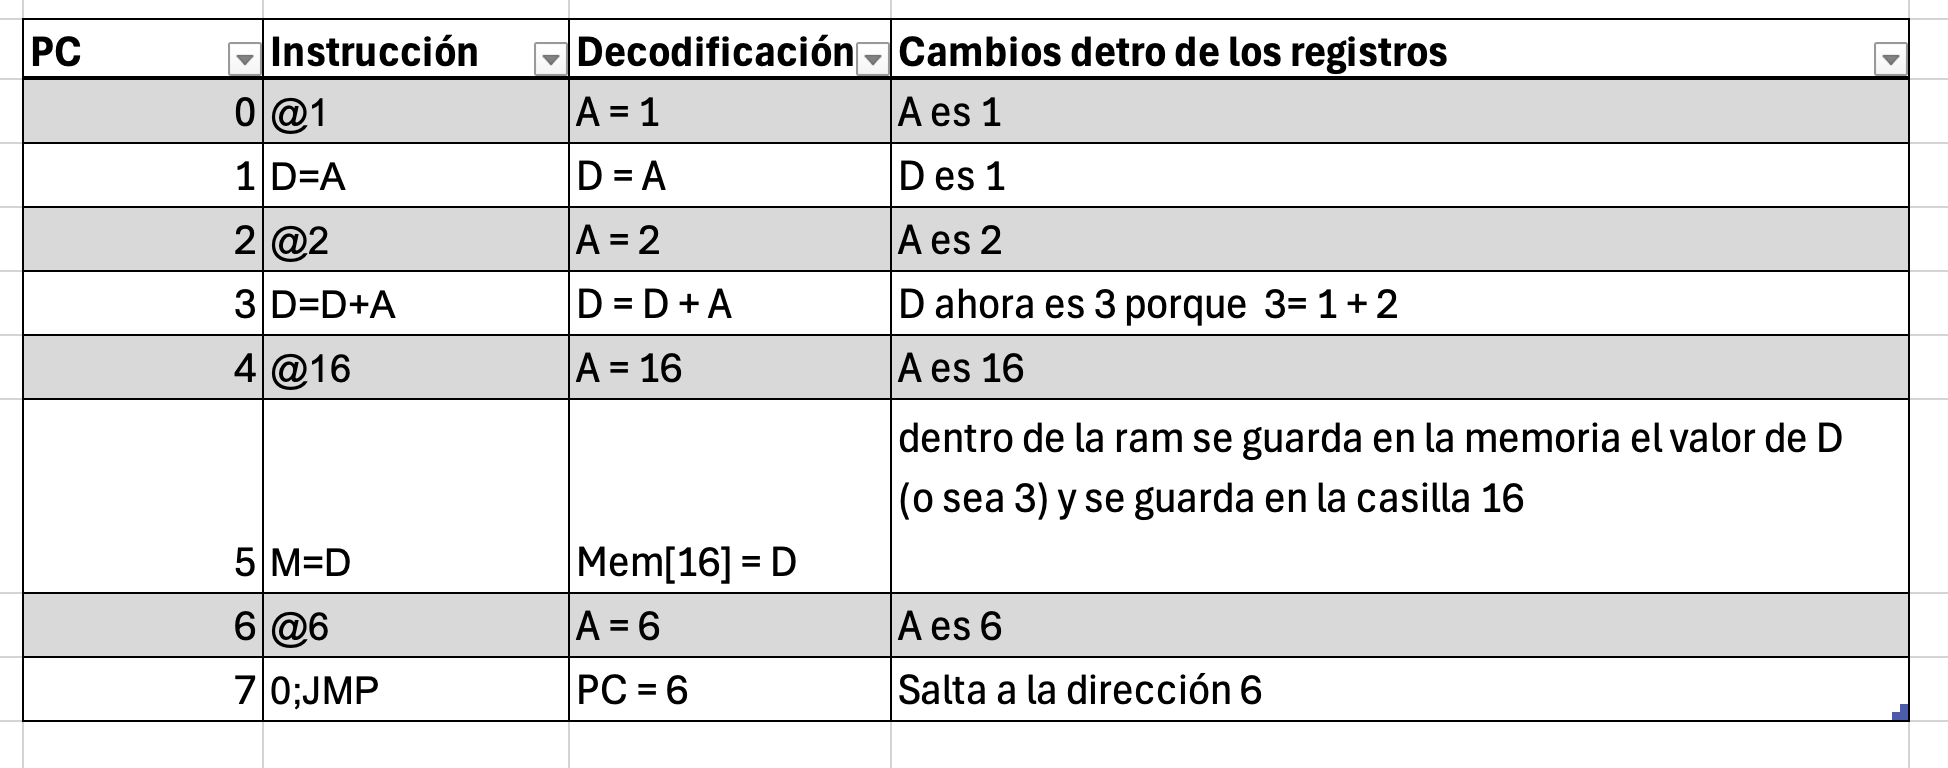 PC Instrucción Decodificación Cambios detro de los registros
0 @1 A = 1 A es 1
1 D=A D = A D es 1
2 @2 A = 2 A es 2
3 D=D+A D = D + A D ahora es 3 porque  3= 1 + 2
4 @16 A = 16 A es 16
dentro de la ram se guarda en la memoria el valor de D
(o sea 3) y se guarda en la casilla 16
5 M=D Mem[16] = D
6 @6 A = 6 A es 6
7 0;JMP PC = 6 Salta a la dirección 6